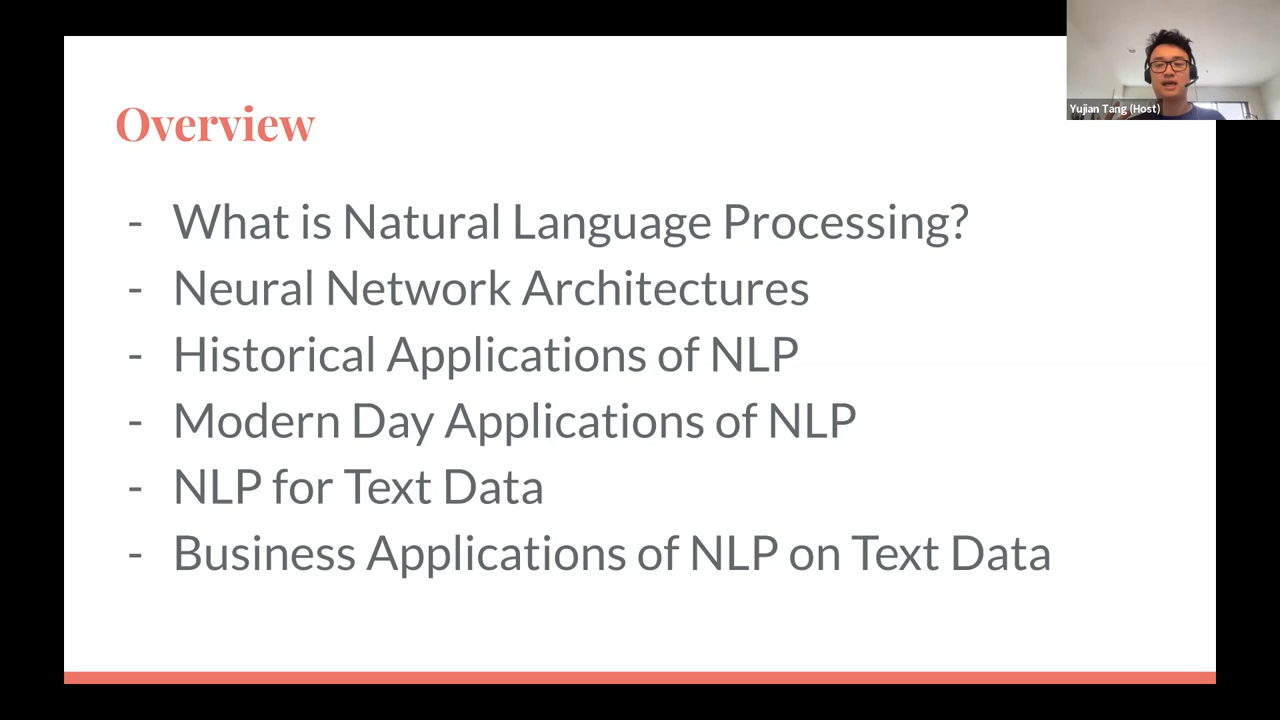 Overview
- What is Natural Language Processing?
- Neural Network Architectures
- Historical Applications of NLP
- Modern Day Applications of NLP
- NLP for Text Data
- Business Applications of NLP on Text Data
Yujian Tang (Host)